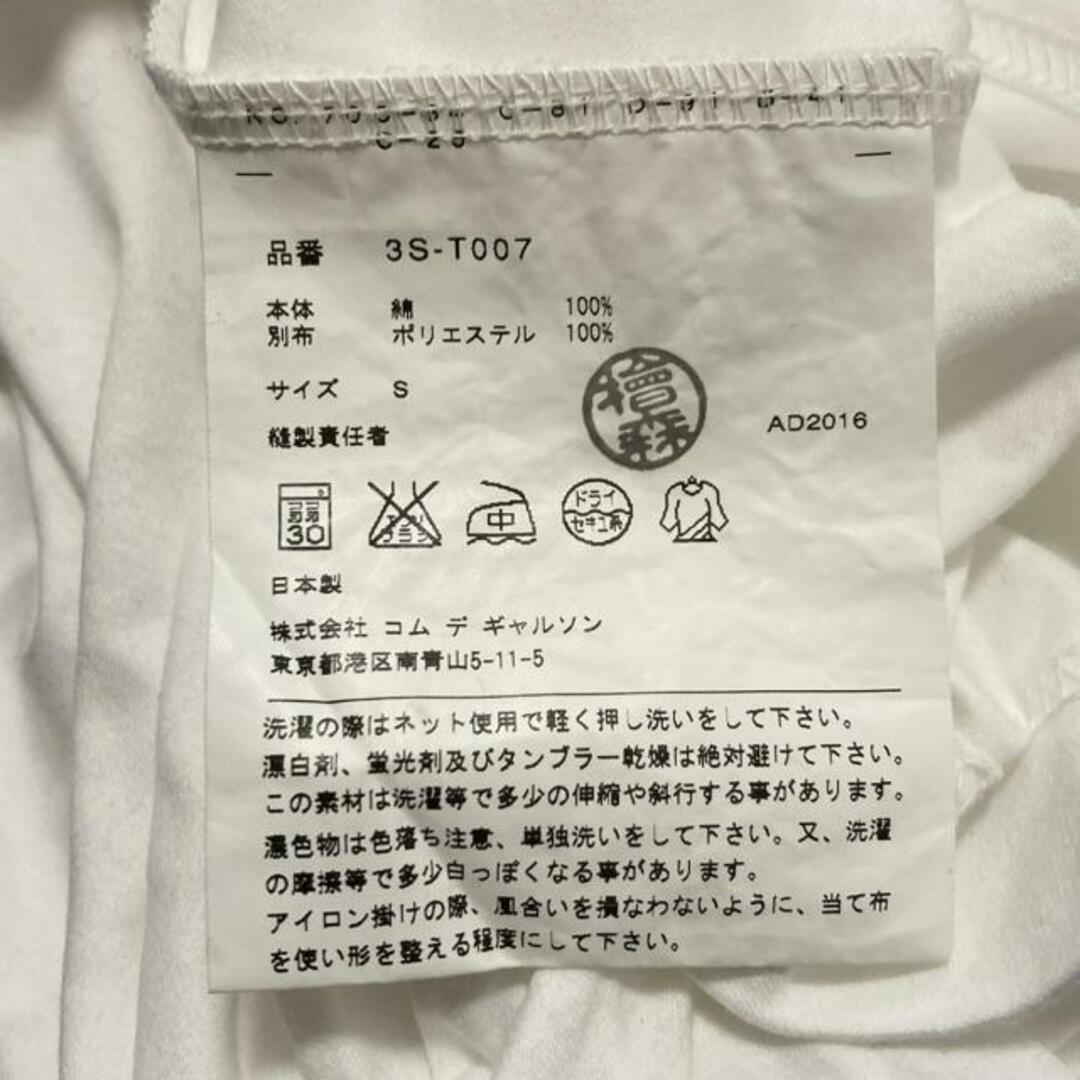 品番 3S-T007
本体 綿 100%
別布 ポリエステル 100%
サイズ S
縫製責任者
AD2016
弱
30
エンソ
サラシ
中
ドライ
セキユ系
日本製
株式会社 コム デ ギャルソン
東京都港区南青山5-11-5
洗濯の際はネット使用で軽く押し洗いをして下さい。
漂白剤、蛍光剤及びタンブラー乾燥は絶対避けて下さい。
この素材は洗濯等で多少の伸縮や斜行する事があります。
濃色物は色落ち注意、単独洗いをして下さい。又、洗濯
の摩擦等で多少白っぽくなる事があります。
アイロン掛けの際、風合いを損なわないように、当て布
を使い形を整える程度にして下さい。